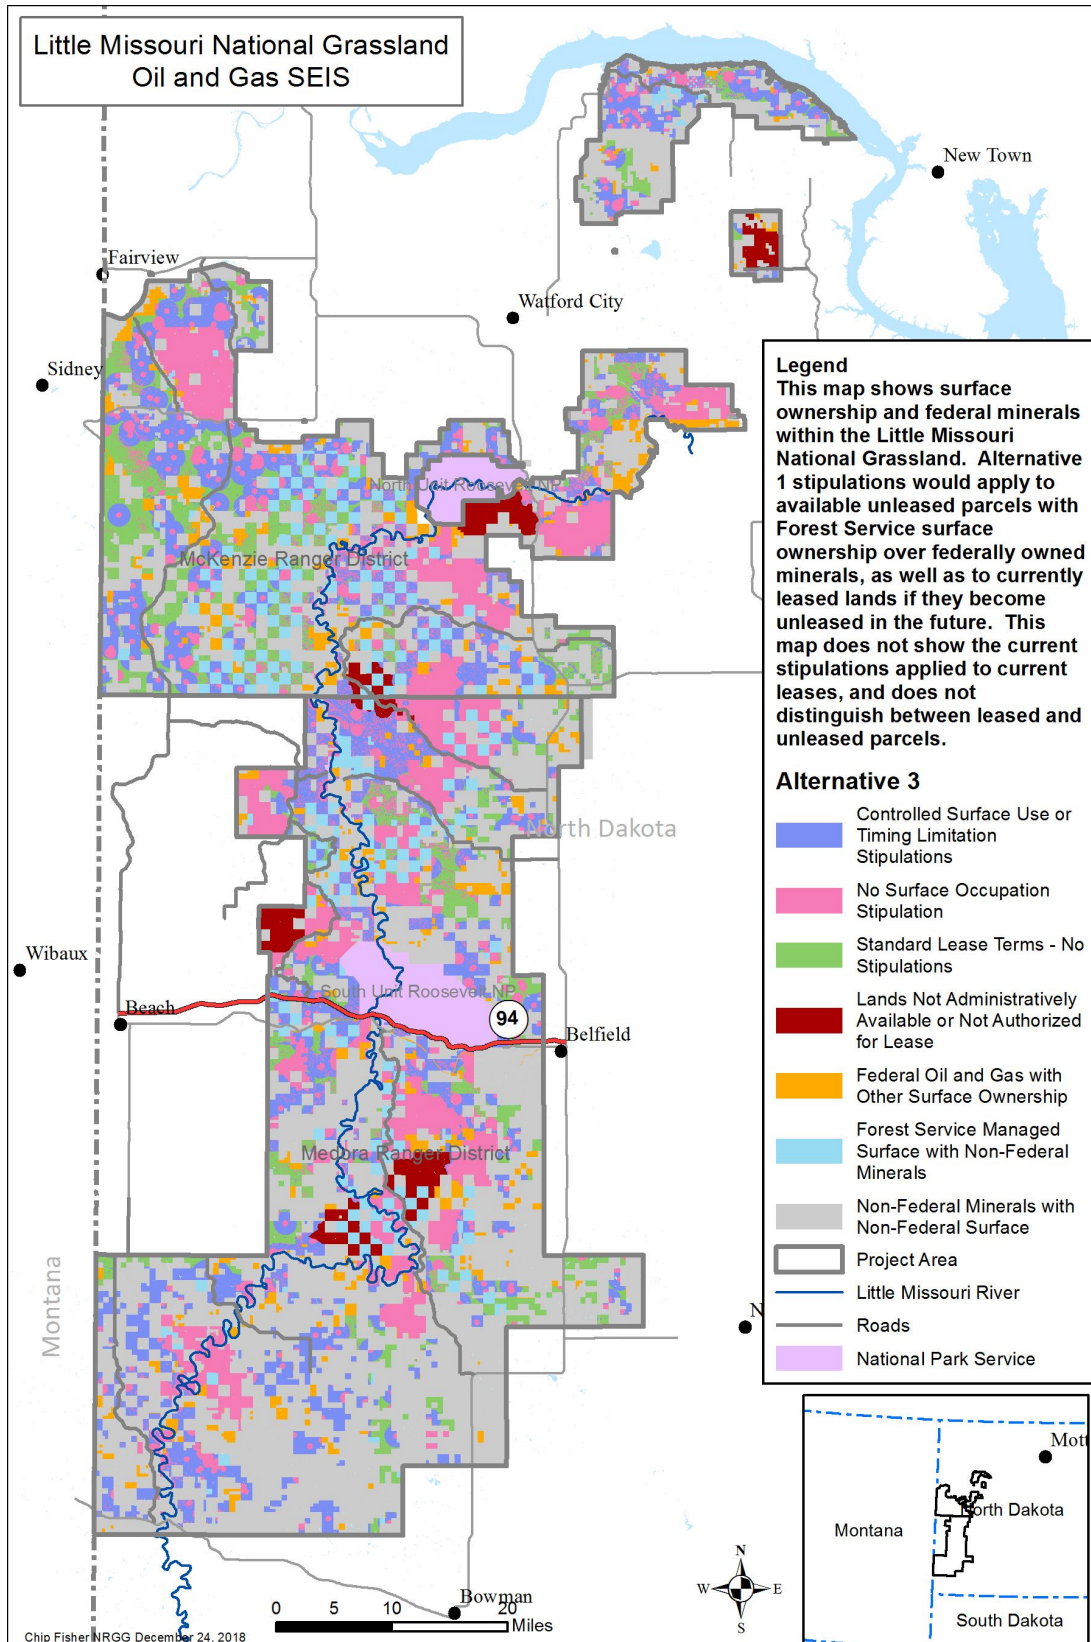 Little Missouri National Grassland
Oil and Gas SEIS
New Town
Fairview
Watford City
Sidney
North Unit Roosevelt NP
McKenzie Ranger District
North Dakota
Wibaux
South Unit Roosevelt NP
Beach
94
Belfield
Medora Ranger District
Montana
N
Bowman
0 5 10 20
Miles
Chip Fisher NRGG December 24, 2018
Legend
This map shows surface
ownership and federal minerals
within the Little Missouri
National Grassland. Alternative
1 stipulations would apply to
available unleased parcels with
Forest Service surface
ownership over federally owned
minerals, as well as to currently
leased lands if they become
unleased in the future. This
map does not show the current
stipulations applied to current
leases, and does not
distinguish between leased and
unleased parcels.
Alternative 3
Controlled Surface Use or
Timing Limitation
Stipulations
No Surface Occupation
Stipulation
Standard Lease Terms - No
Stipulations
Lands Not Administratively
Available or Not Authorized
for Lease
Federal Oil and Gas with
Other Surface Ownership
Forest Service Managed
Surface with Non-Federal
Minerals
Non-Federal Minerals with
Non-Federal Surface
Project Area
Little Missouri River
Roads
National Park Service
N
W E
S
Mott
North Dakota
Montana
South Dakota